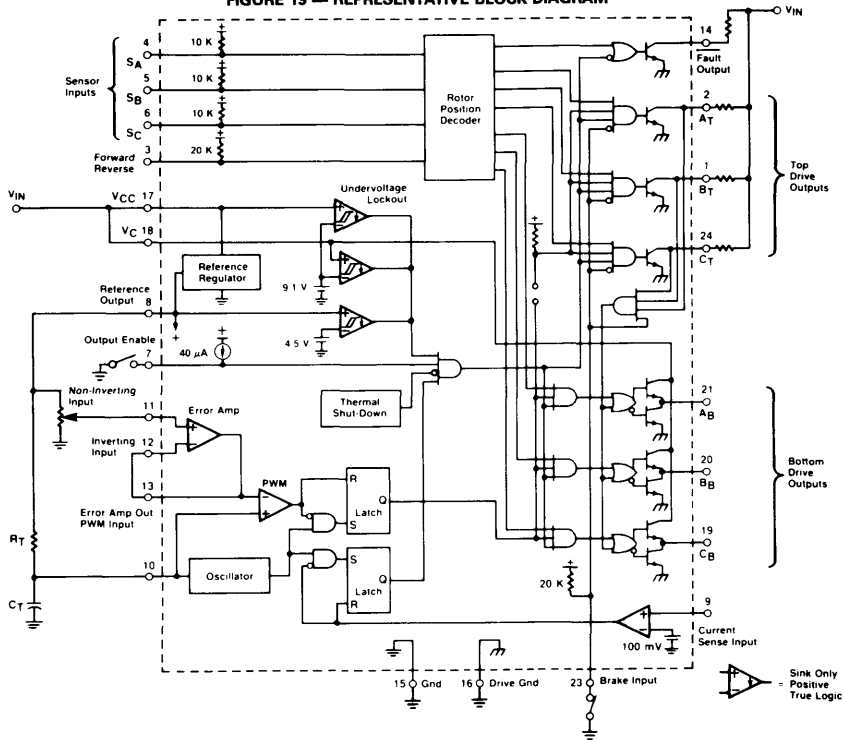 FIGURE 19 — REPRESENTATIVE BLOCK DIAGRAM
VIN
14
Fault
Output
4
SA
10 K
5
SB
10 K
6
SC
10 K
Sensor
Inputs
3
20 K
Forward
Reverse
Rotor
Position
Decoder
2
AT
1
BT
24
CT
Top
Drive
Outputs
VIN
VCC 17
VC 18
Undervoltage
Lockout
Reference
Regulator
9 1 V
4 5 V
Reference
Output
8
Output Enable
7
40 μA
Thermal
Shut-Down
Non-Inverting
Input
11
Error Amp
Inverting
Input
12
13
Error Amp Out
PWM Input
PWM
R
Q
Latch
S
S
Latch
Q
R
RT
10
Oscillator
CT
21
AB
20
BB
19
CB
Bottom
Drive
Outputs
20 K
9
Current
Sense Input
100 mV
15 Gnd
16 Drive Gnd
23 Brake Input
= Sink Only
Positive
True Logic